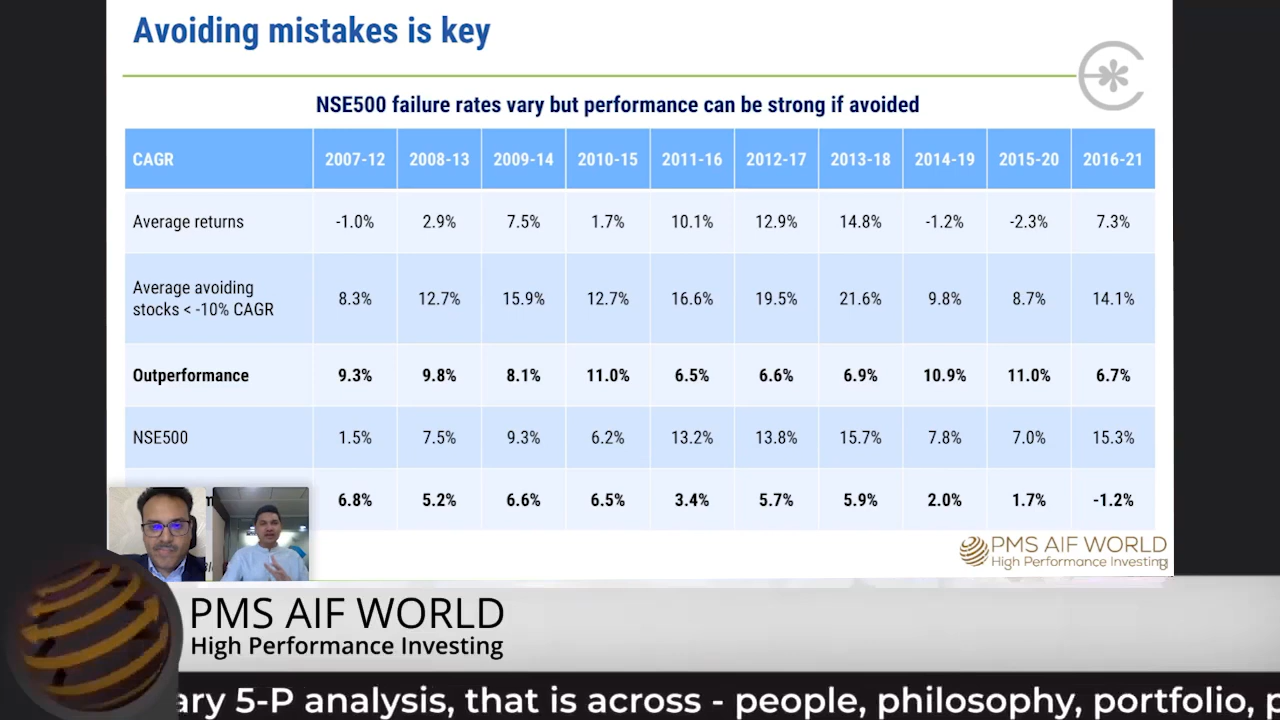 Avoiding mistakes is key
NSE500 failure rates vary but performance can be strong if avoided
CAGR 2007-12 2008-13 2009-14 2010-15 2011-16 2012-17 2013-18 2014-19 2015-20 2016-21
Average returns -1.0% 2.9% 7.5% 1.7% 10.1% 12.9% 14.8% -1.2% -2.3% 7.3%
Average avoiding
stocks < -10% CAGR 8.3% 12.7% 15.9% 12.7% 16.6% 19.5% 21.6% 9.8% 8.7% 14.1%
Outperformance 9.3% 9.8% 8.1% 11.0% 6.5% 6.6% 6.9% 10.9% 11.0% 6.7%
NSE500 1.5% 7.5% 9.3% 6.2% 13.2% 13.8% 15.7% 7.8% 7.0% 15.3%
6.8% 5.2% 6.6% 6.5% 3.4% 5.7% 5.9% 2.0% 1.7% -1.2%
PMS AIF WORLD
High Performance Investing
PMS AIF WORLD
High Performance Investing
ary 5-P analysis, that is across - people, philosophy, portfolio, p